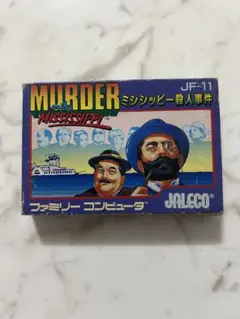 JF-11
MURDER
ON THE
MISSISSIPPI
ミシシッピー殺人事件
ファミリー コンピュータ
JALECO